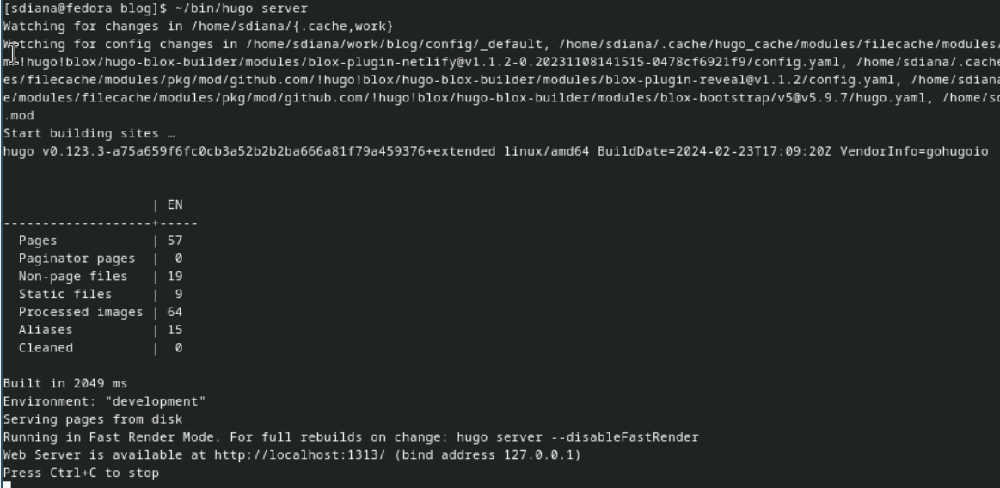 [sdiana@fedora blog]$ ~/bin/hugo server
Watching for changes in /home/sdiana/{.cache,work}
Watching for config changes in /home/sdiana/work/blog/config/_default, /home/sdiana/.cache/hugo_cache/modules/filecache/modules/
m/!hugo!blox/hugo-blox-builder/modules/blox-plugin-netlify@v1.1.2-0.20231108141515-0478cf6921f9/config.yaml, /home/sdiana/.cache
es/filecache/modules/pkg/mod/github.com/!hugo!blox/hugo-blox-builder/modules/blox-plugin-reveal@v1.1.2/config.yaml, /home/sdiana
e/modules/filecache/modules/pkg/mod/github.com/!hugo!blox/hugo-blox-builder/modules/blox-bootstrap/v5@v5.9.7/hugo.yaml, /home/sd
.mod
Start building sites …
hugo v0.123.3-a75a659f6fc0cb3a52b2b2ba666a81f79a459376+extended linux/amd64 BuildDate=2024-02-23T17:09:20Z VendorInfo=gohugoio
                   | EN
-------------------+-----
  Pages            | 57
  Paginator pages  |  0
  Non-page files   | 19
  Static files     |  9
  Processed images | 64
  Aliases          | 15
  Cleaned          |  0
Built in 2049 ms
Environment: "development"
Serving pages from disk
Running in Fast Render Mode. For full rebuilds on change: hugo server --disableFastRender
Web Server is available at http://localhost:1313/ (bind address 127.0.0.1)
Press Ctrl+C to stop